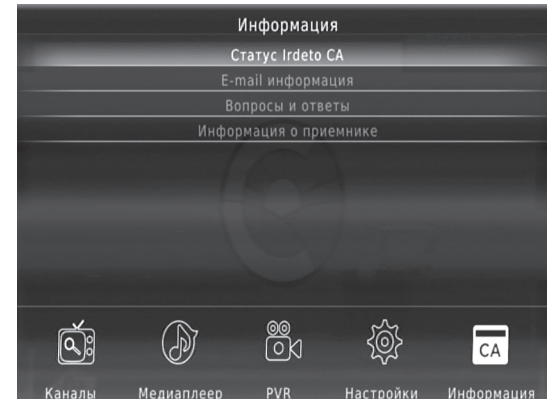 Информация
Статус Irdeto CA
E-mail информация
Вопросы и ответы
Информация о приемнике
CA
Каналы Медиаплеер PVR Настройки Информация